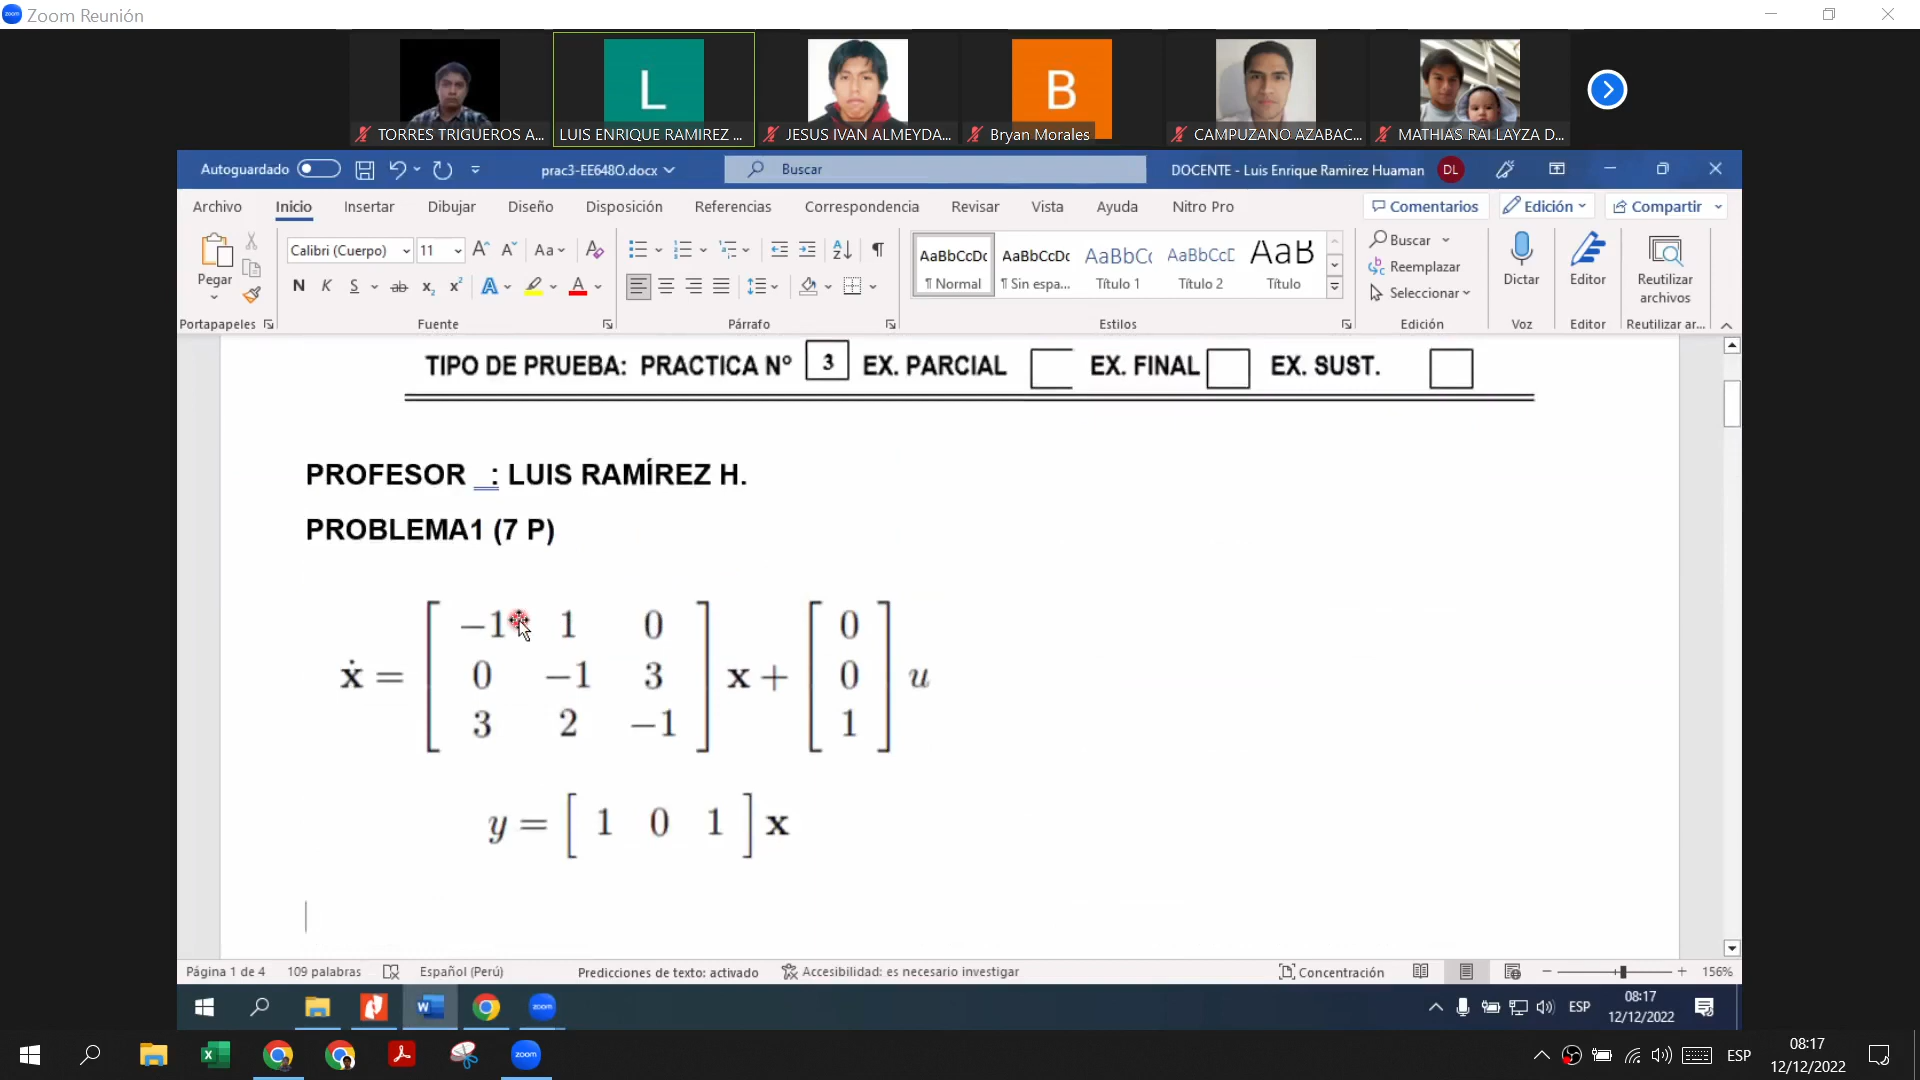 Zoom Reunión
TORRES TRIGUEROS A...
L
LUIS ENRIQUE RAMIREZ ...
JESUS IVAN ALMEYDA...
B
Bryan Morales
CAMPUZANO AZABAC...
MATHIAS RAI LAYZA D...
Autoguardado
prac3-EE648O.docx
Buscar
DOCENTE - Luis Enrique Ramirez Huaman
DL
Archivo Inicio Insertar Dibujar Diseño Disposición Referencias Correspondencia Revisar Vista Ayuda Nitro Pro
Comentarios Edición Compartir
Pegar
Calibri (Cuerpo) 11
N K S ab x₂ x² A A
AaBbCcDc AaBbCcDc AaBbCc AaBbCcD AaB
¶ Normal ¶ Sin espa... Título 1 Título 2 Título
Buscar
Reemplazar
Seleccionar
Dictar
Editor
Reutilizar archivos
Portapapeles Fuente Párrafo Estilos Edición Voz Editor Reutilizar ar...
TIPO DE PRUEBA: PRACTICA Nº 3 EX. PARCIAL EX. FINAL EX. SUST.
PROFESOR : LUIS RAMÍREZ H.
PROBLEMA1 (7 P)
−1 1 0 0
ẋ = 0 −1 3 x + 0 u
3 2 −1 1
y = [ 1 0 1 ] x
Página 1 de 4 109 palabras Español (Perú) Predicciones de texto: activado Accesibilidad: es necesario investigar Concentración 156%
zoom
ESP
08:17
12/12/2022
zoom
ESP
08:17
12/12/2022